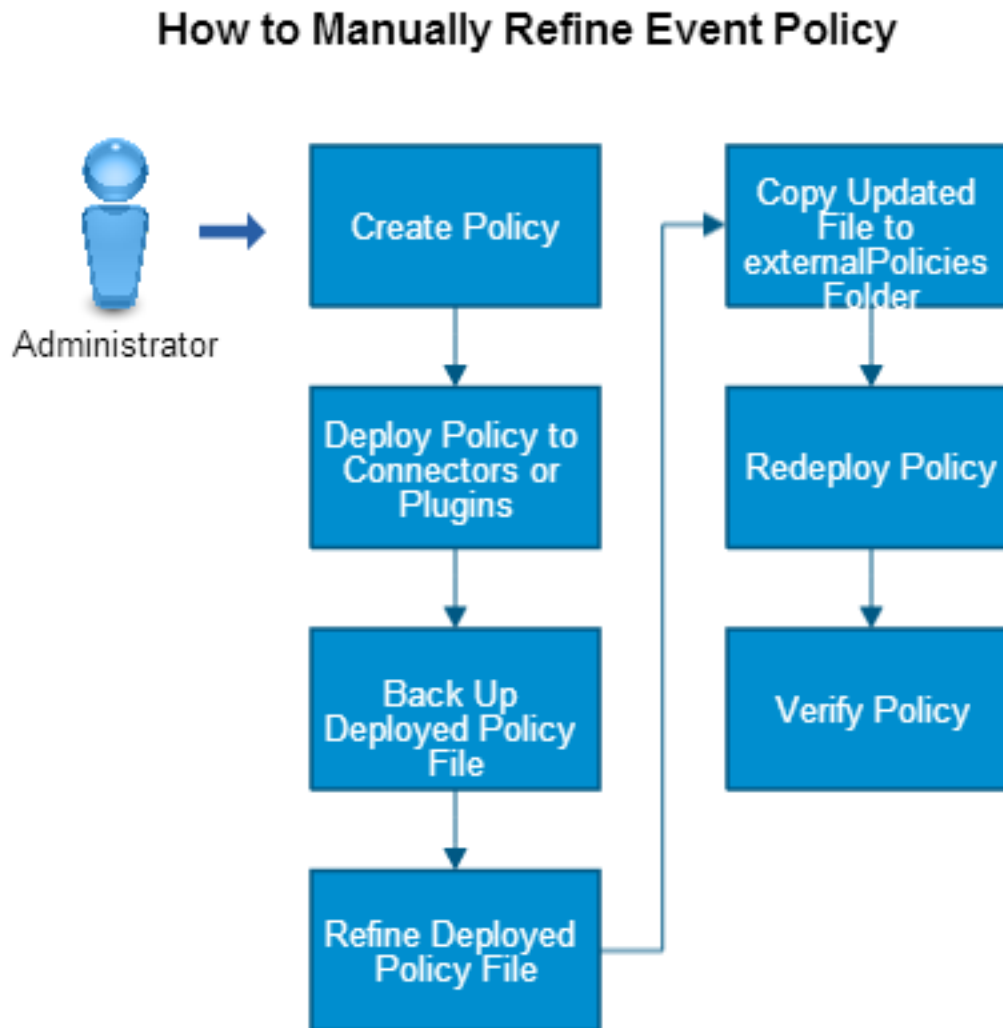 How to Manually Refine Event Policy
Administrator
Create Policy
Deploy Policy to
Connectors or
Plugins
Back Up
Deployed Policy
File
Refine Deployed
Policy File
Copy Updated
File to
externalPolicies
Folder
Redeploy Policy
Verify Policy